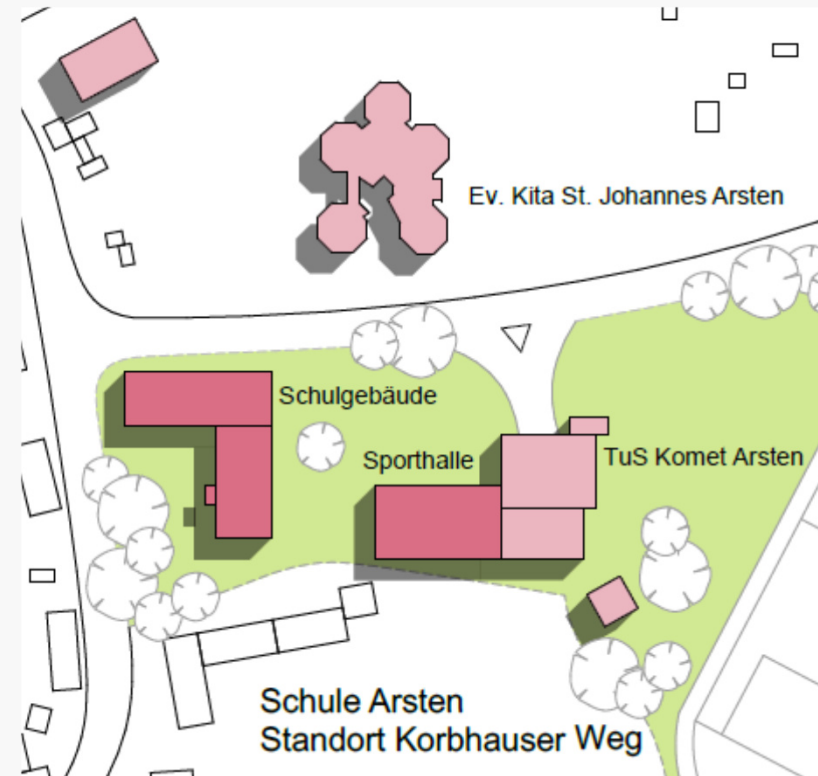 Ev. Kita St. Johannes Arsten
Schulgebäude
Sporthalle
TuS Komet Arsten
Schule Arsten
Standort Korbhauser Weg